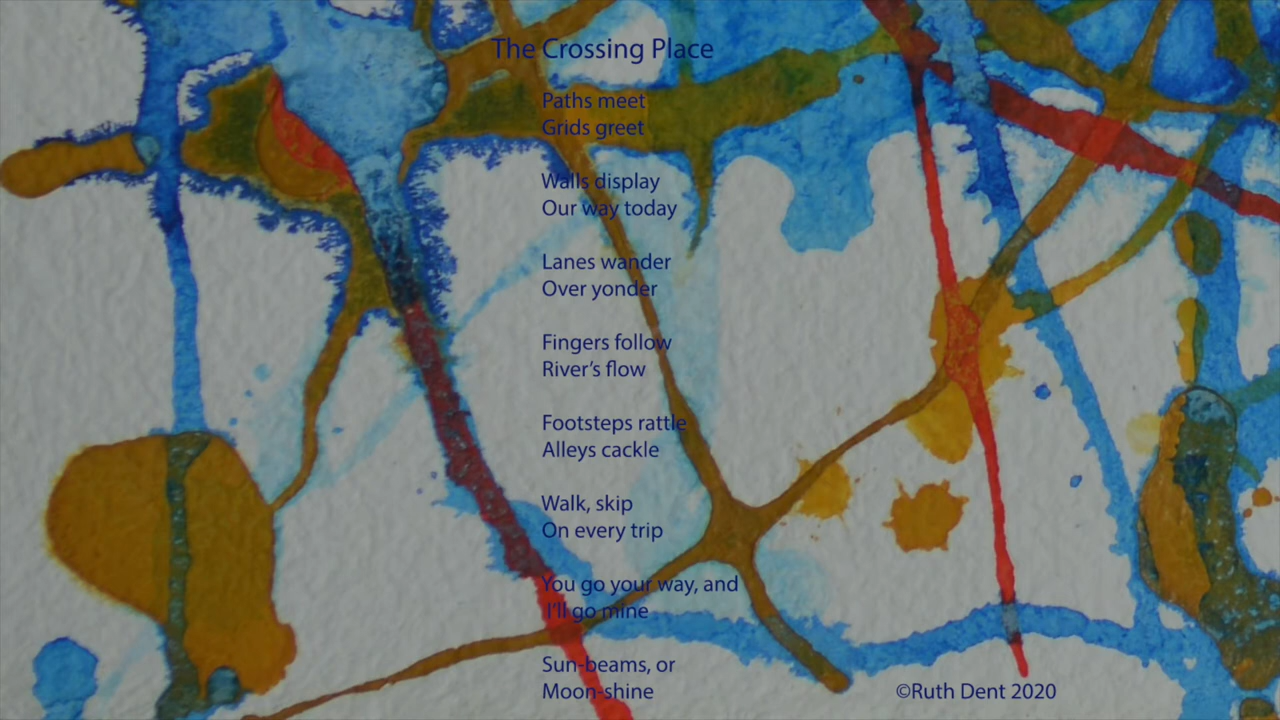 The Crossing Place
Paths meet
Grids greet
Walls display
Our way today
Lanes wander
Over yonder
Fingers follow
River’s flow
Footsteps rattle
Alleys cackle
Walk, skip
On every trip
You go your way, and
I’ll go mine
Sun-beams, or
Moon-shine
©Ruth Dent 2020